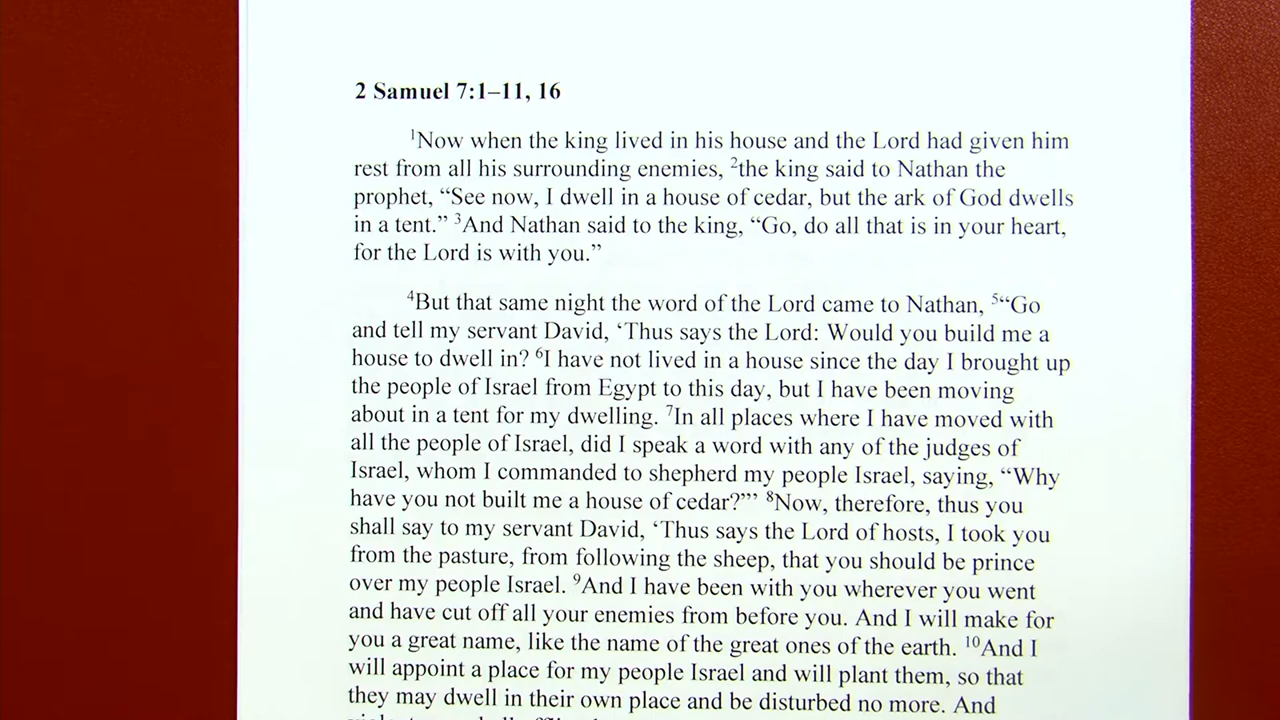 2 Samuel 7:1–11, 16
¹Now when the king lived in his house and the Lord had given him
rest from all his surrounding enemies, ²the king said to Nathan the
prophet, “See now, I dwell in a house of cedar, but the ark of God dwells
in a tent.” ³And Nathan said to the king, “Go, do all that is in your heart,
for the Lord is with you.”
⁴But that same night the word of the Lord came to Nathan, ⁵“Go
and tell my servant David, ‘Thus says the Lord: Would you build me a
house to dwell in? ⁶I have not lived in a house since the day I brought up
the people of Israel from Egypt to this day, but I have been moving
about in a tent for my dwelling. ⁷In all places where I have moved with
all the people of Israel, did I speak a word with any of the judges of
Israel, whom I commanded to shepherd my people Israel, saying, “Why
have you not built me a house of cedar?”’ ⁸Now, therefore, thus you
shall say to my servant David, ‘Thus says the Lord of hosts, I took you
from the pasture, from following the sheep, that you should be prince
over my people Israel. ⁹And I have been with you wherever you went
and have cut off all your enemies from before you. And I will make for
you a great name, like the name of the great ones of the earth. ¹⁰And I
will appoint a place for my people Israel and will plant them, so that
they may dwell in their own place and be disturbed no more. And